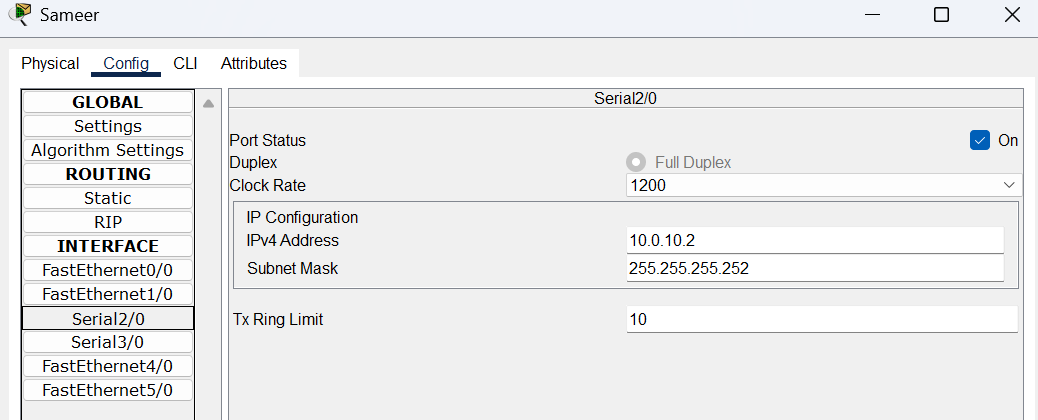 Sameer
Physical Config CLI Attributes
GLOBAL
Settings
Algorithm Settings
ROUTING
Static
RIP
INTERFACE
FastEthernet0/0
FastEthernet1/0
Serial2/0
Serial3/0
FastEthernet4/0
FastEthernet5/0
Serial2/0
Port Status On
Duplex Full Duplex
Clock Rate 1200
IP Configuration
IPv4 Address 10.0.10.2
Subnet Mask 255.255.255.252
Tx Ring Limit 10